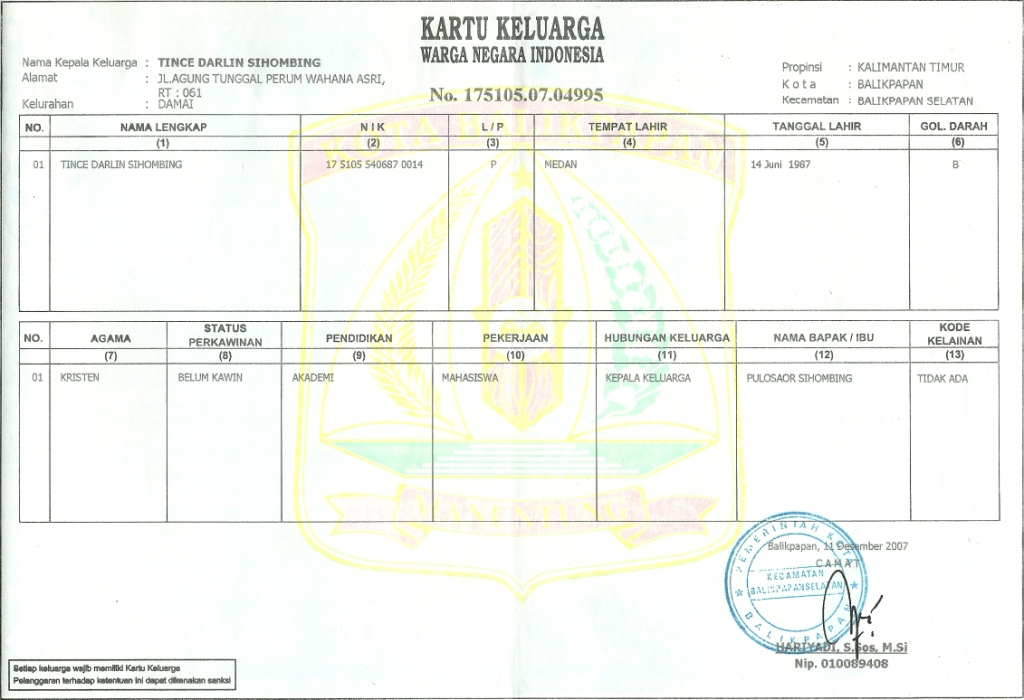 KARTU KELUARGA
WARGA NEGARA INDONESIA
No. 175105.07.04995
Nama Kepala Keluarga : TINCE DARLIN SIHOMBING
Alamat : JL.AGUNG TUNGGAL PERUM WAHANA ASRI,
RT : 061
Kelurahan : DAMAI
Propinsi : KALIMANTAN TIMUR
Kota : BALIKPAPAN
Kecamatan : BALIKPAPAN SELATAN
NO. NAMA LENGKAP N I K L / P TEMPAT LAHIR TANGGAL LAHIR GOL. DARAH
(1) (2) (3) (4) (5) (6)
01 TINCE DARLIN SIHOMBING 17 5105 540687 0014 P MEDAN 14 Juni 1987 B
KOTA BALIKPAPAN
NO. AGAMA STATUS PERKAWINAN PENDIDIKAN PEKERJAAN HUBUNGAN KELUARGA NAMA BAPAK / IBU KODE KELAINAN
(7) (8) (9) (10) (11) (12) (13)
01 KRISTEN BELUM KAWIN AKADEMI MAHASISWA KEPALA KELUARGA PULOSAOR SIHOMBING TIDAK ADA
Balikpapan, 11 Desember 2007
CAMAT
PEMERINTAH KOTA
KECAMATAN
BALIKPAPAN SELATAN
BALIKPAPAN
HARIYADI, S.Sos, M.Si
Nip. 010089408
Setiap keluarga wajib memiliki Kartu Keluarga
Pelanggaran terhadap ketentuan ini dapat dikenakan sanksi